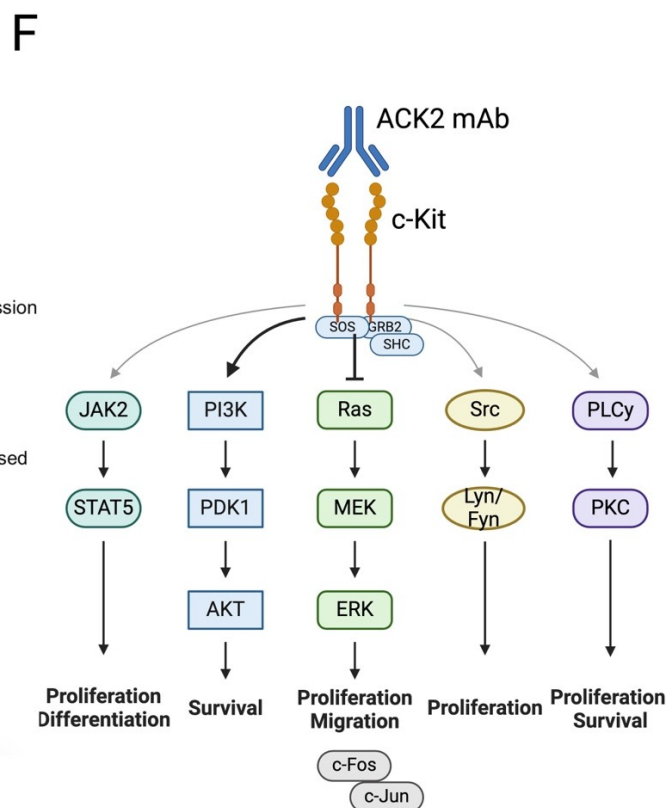 F
ACK2 mAb
c-Kit
ssion
SOS
GRB2
SHC
JAK2
PI3K
Ras
Src
PLCy
sed
STAT5
PDK1
MEK
Lyn/
Fyn
PKC
AKT
ERK
Proliferation
Differentiation
Survival
Proliferation
Migration
Proliferation
Proliferation
Survival
c-Fos
c-Jun